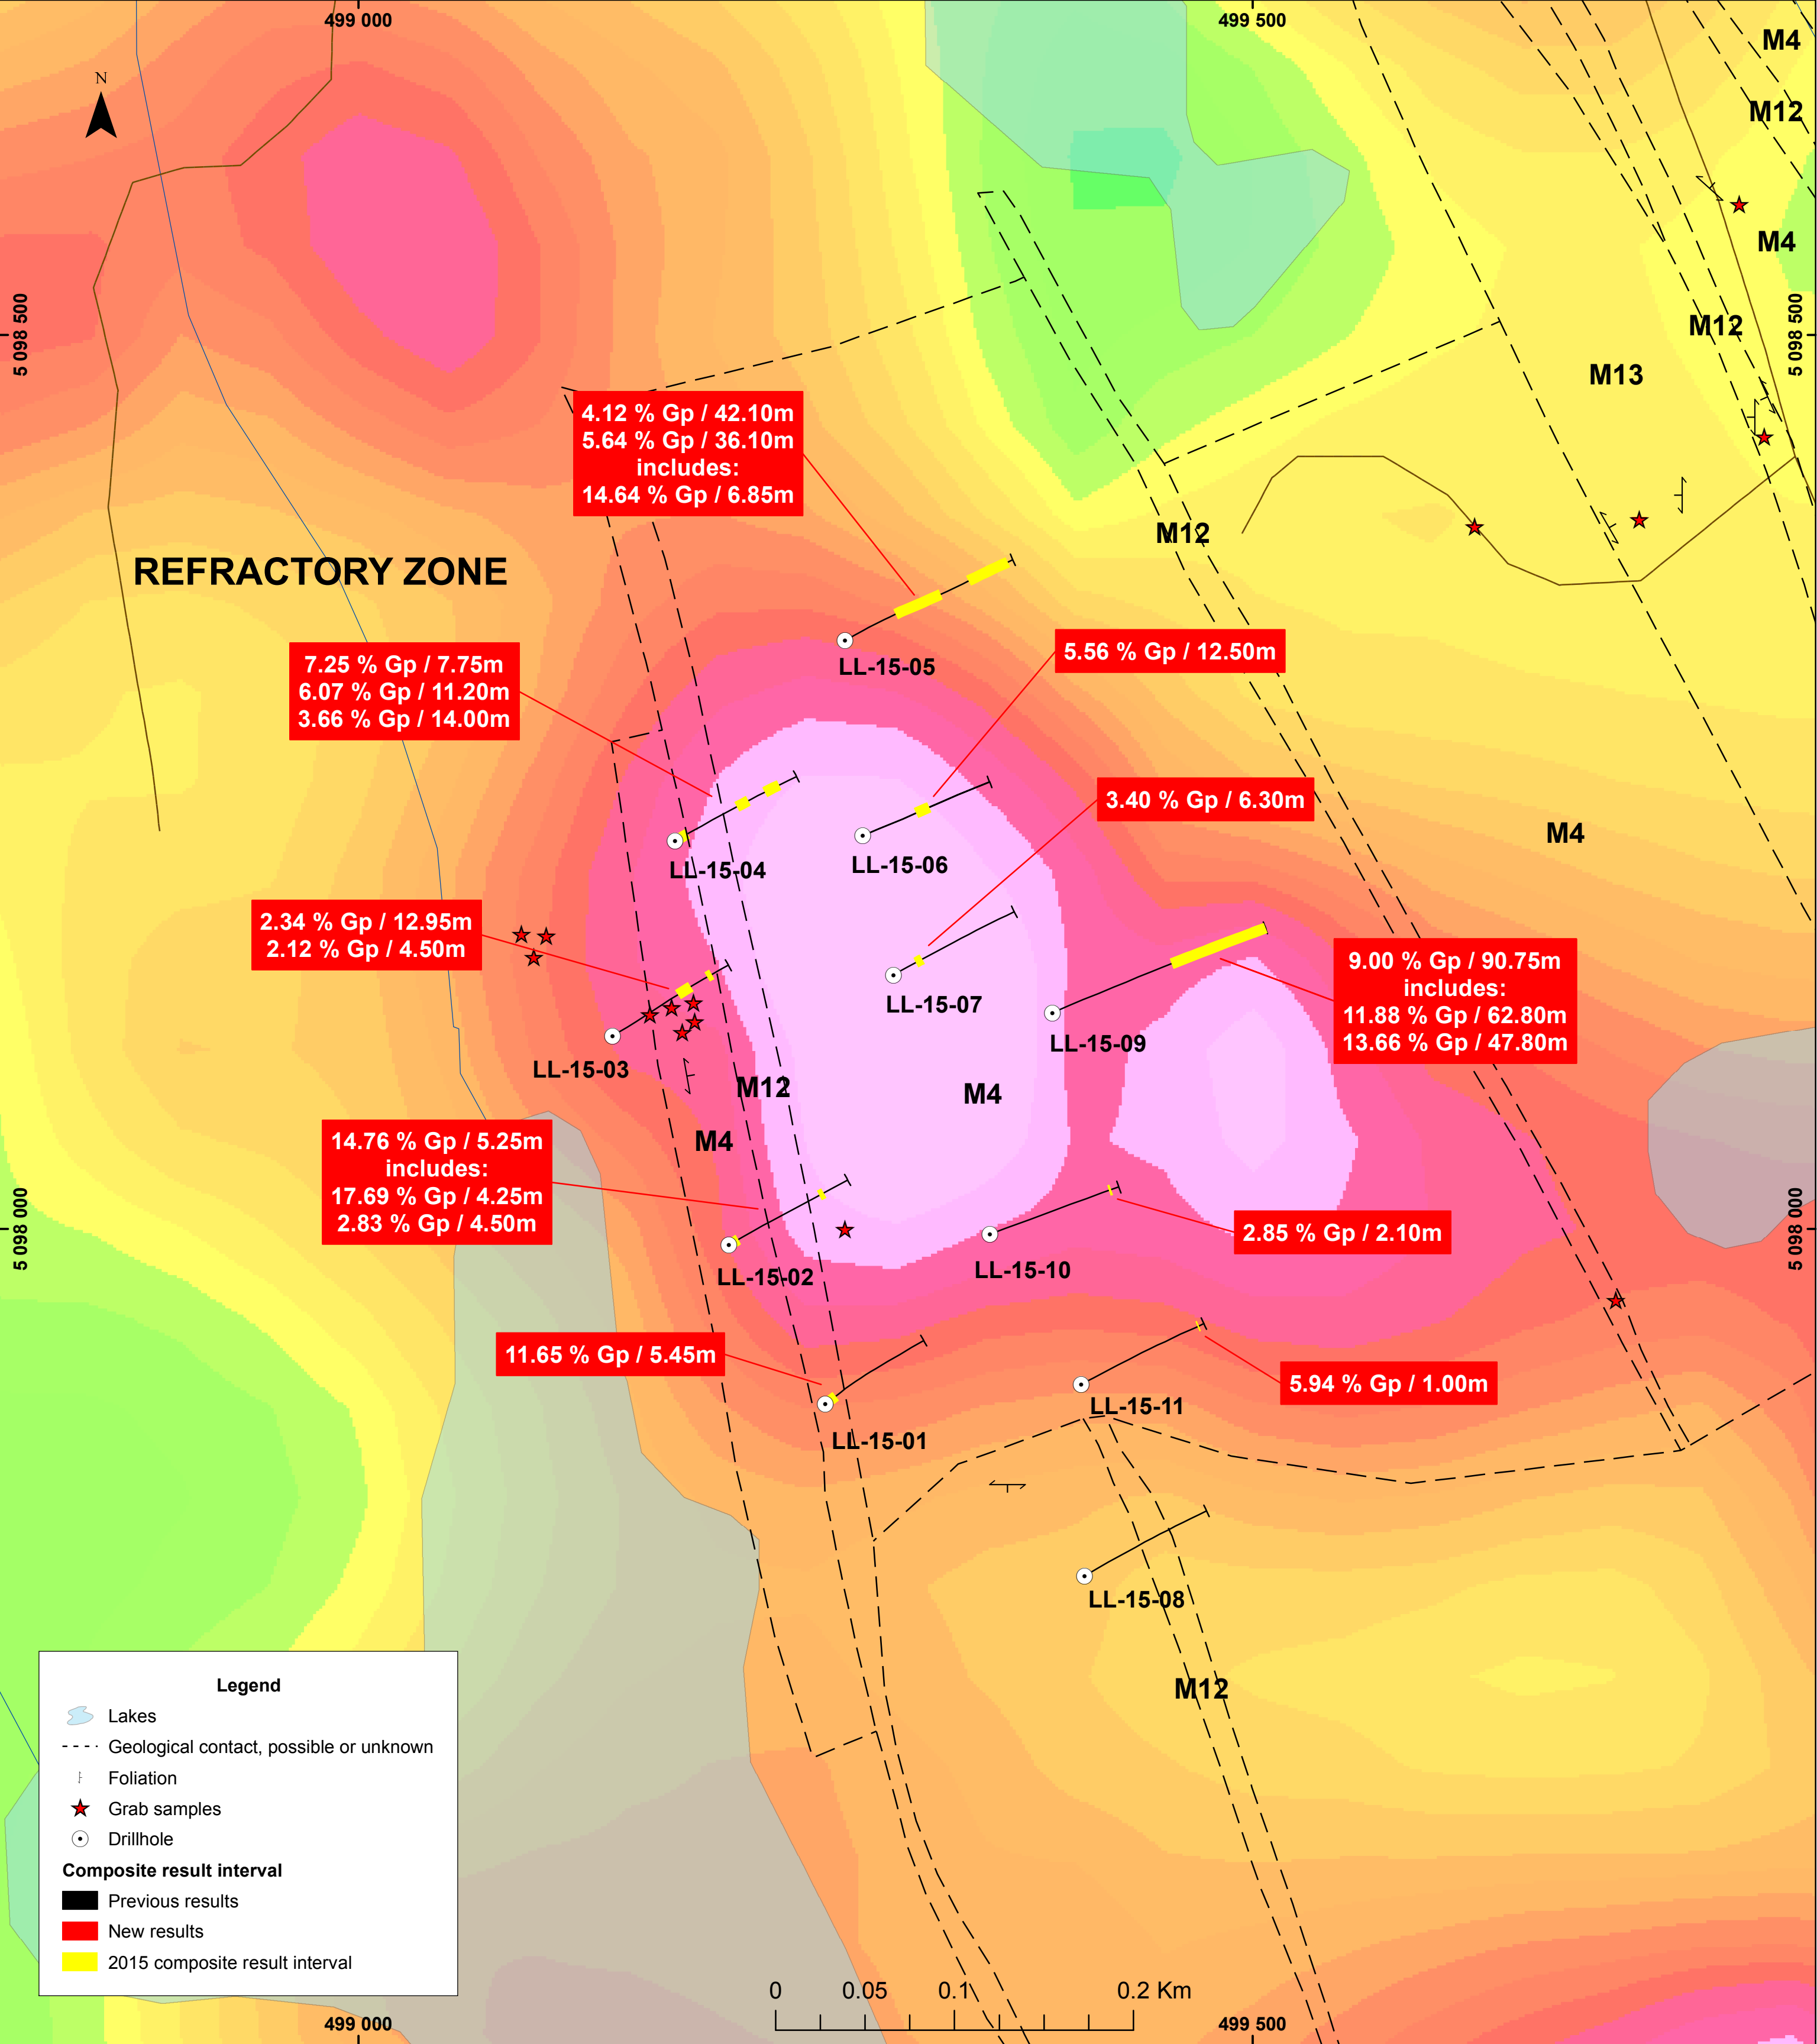 499 000
499 500
N
M4
M12
M4
5 098 500
5 098 500
M12
M13
4.12 % Gp / 42.10m
5.64 % Gp / 36.10m
includes:
14.64 % Gp / 6.85m
M12
REFRACTORY ZONE
LL-15-05
7.25 % Gp / 7.75m
6.07 % Gp / 11.20m
3.66 % Gp / 14.00m
5.56 % Gp / 12.50m
3.40 % Gp / 6.30m
M4
LL-15-04
LL-15-06
2.34 % Gp / 12.95m
2.12 % Gp / 4.50m
9.00 % Gp / 90.75m
includes:
11.88 % Gp / 62.80m
13.66 % Gp / 47.80m
LL-15-07
LL-15-09
LL-15-03
M12
M4
M4
14.76 % Gp / 5.25m
includes:
17.69 % Gp / 4.25m
2.83 % Gp / 4.50m
5 098 000
5 098 000
2.85 % Gp / 2.10m
LL-15-02
LL-15-10
11.65 % Gp / 5.45m
5.94 % Gp / 1.00m
LL-15-11
LL-15-01
LL-15-08
M12
Legend
Lakes
Geological contact, possible or unknown
Foliation
Grab samples
Drillhole
Composite result interval
Previous results
New results
2015 composite result interval
0 0.05 0.1 0.2 Km
499 000
499 500